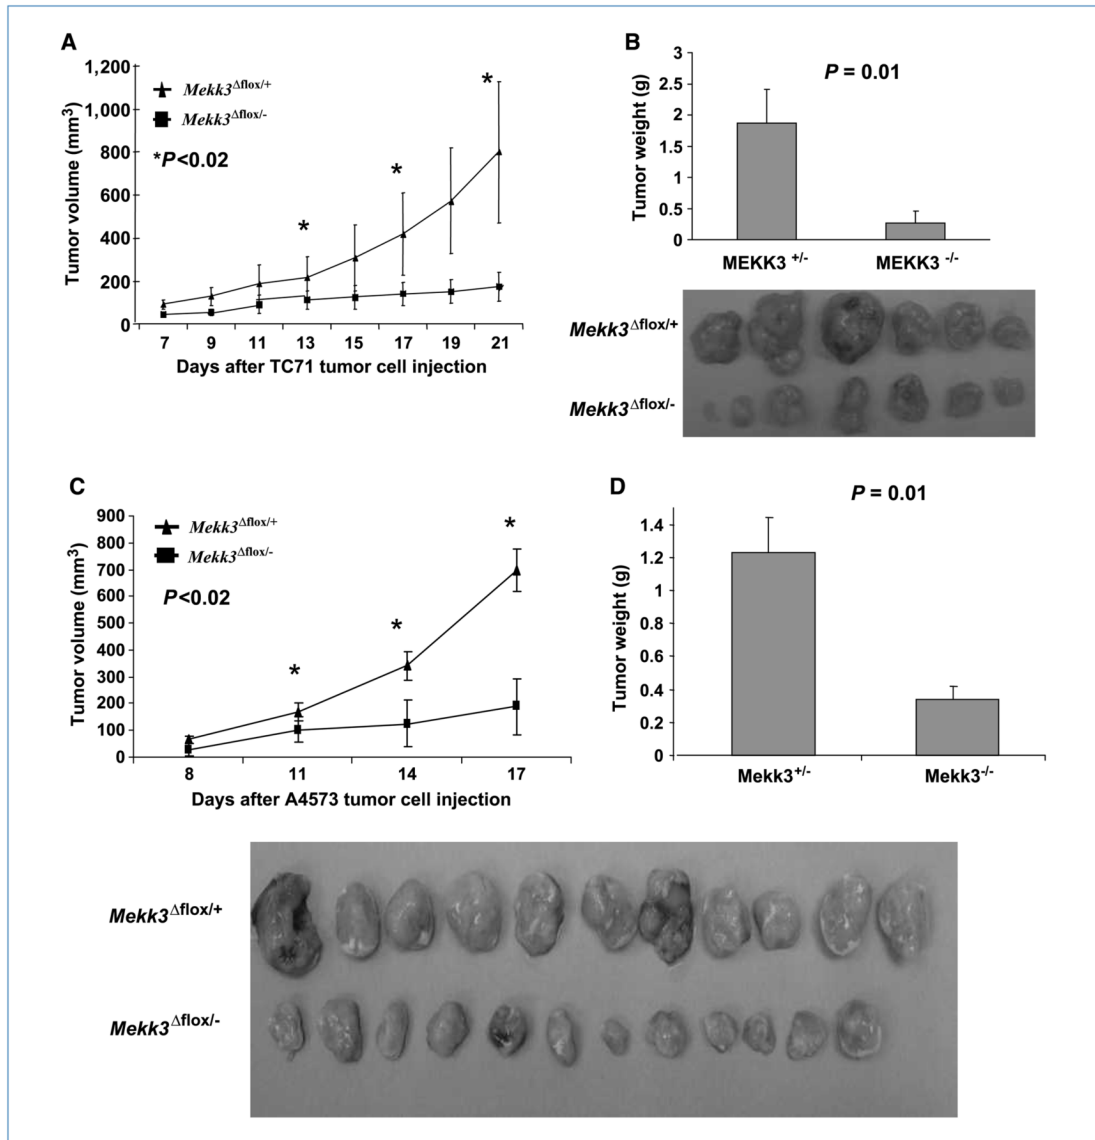 A
1,200
1,000
800
600
400
200
0
Tumor volume (mm³)
Mekk3Δflox/+
Mekk3Δflox/-
*P<0.02
*
*
*
7 9 11 13 15 17 19 21
Days after TC71 tumor cell injection
B
3
2.5
2
1.5
1
0.5
0
Tumor weight (g)
P = 0.01
MEKK3 +/- MEKK3 -/-
Mekk3Δflox/+
Mekk3Δflox/-
C
900
800
700
600
500
400
300
200
100
0
Tumor volume (mm³)
Mekk3Δflox/+
Mekk3Δflox/-
P<0.02
*
*
*
8 11 14 17
Days after A4573 tumor cell injection
D
P = 0.01
1.4
1.2
1
0.8
0.6
0.4
0.2
0
Tumor weight (g)
Mekk3+/- Mekk3-/-
Mekk3Δflox/+
Mekk3Δflox/-